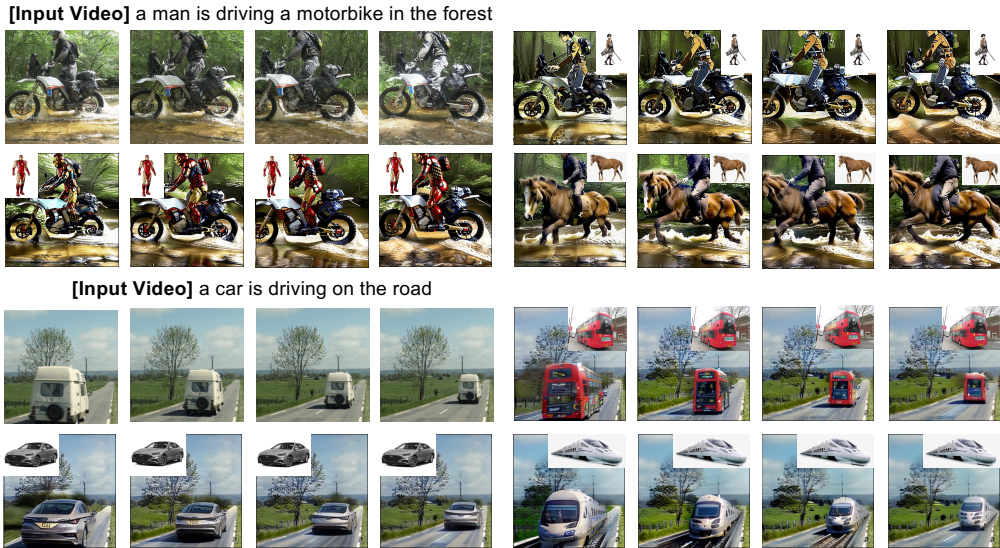 [Input Video] a man is driving a motorbike in the forest
[Input Video] a car is driving on the road